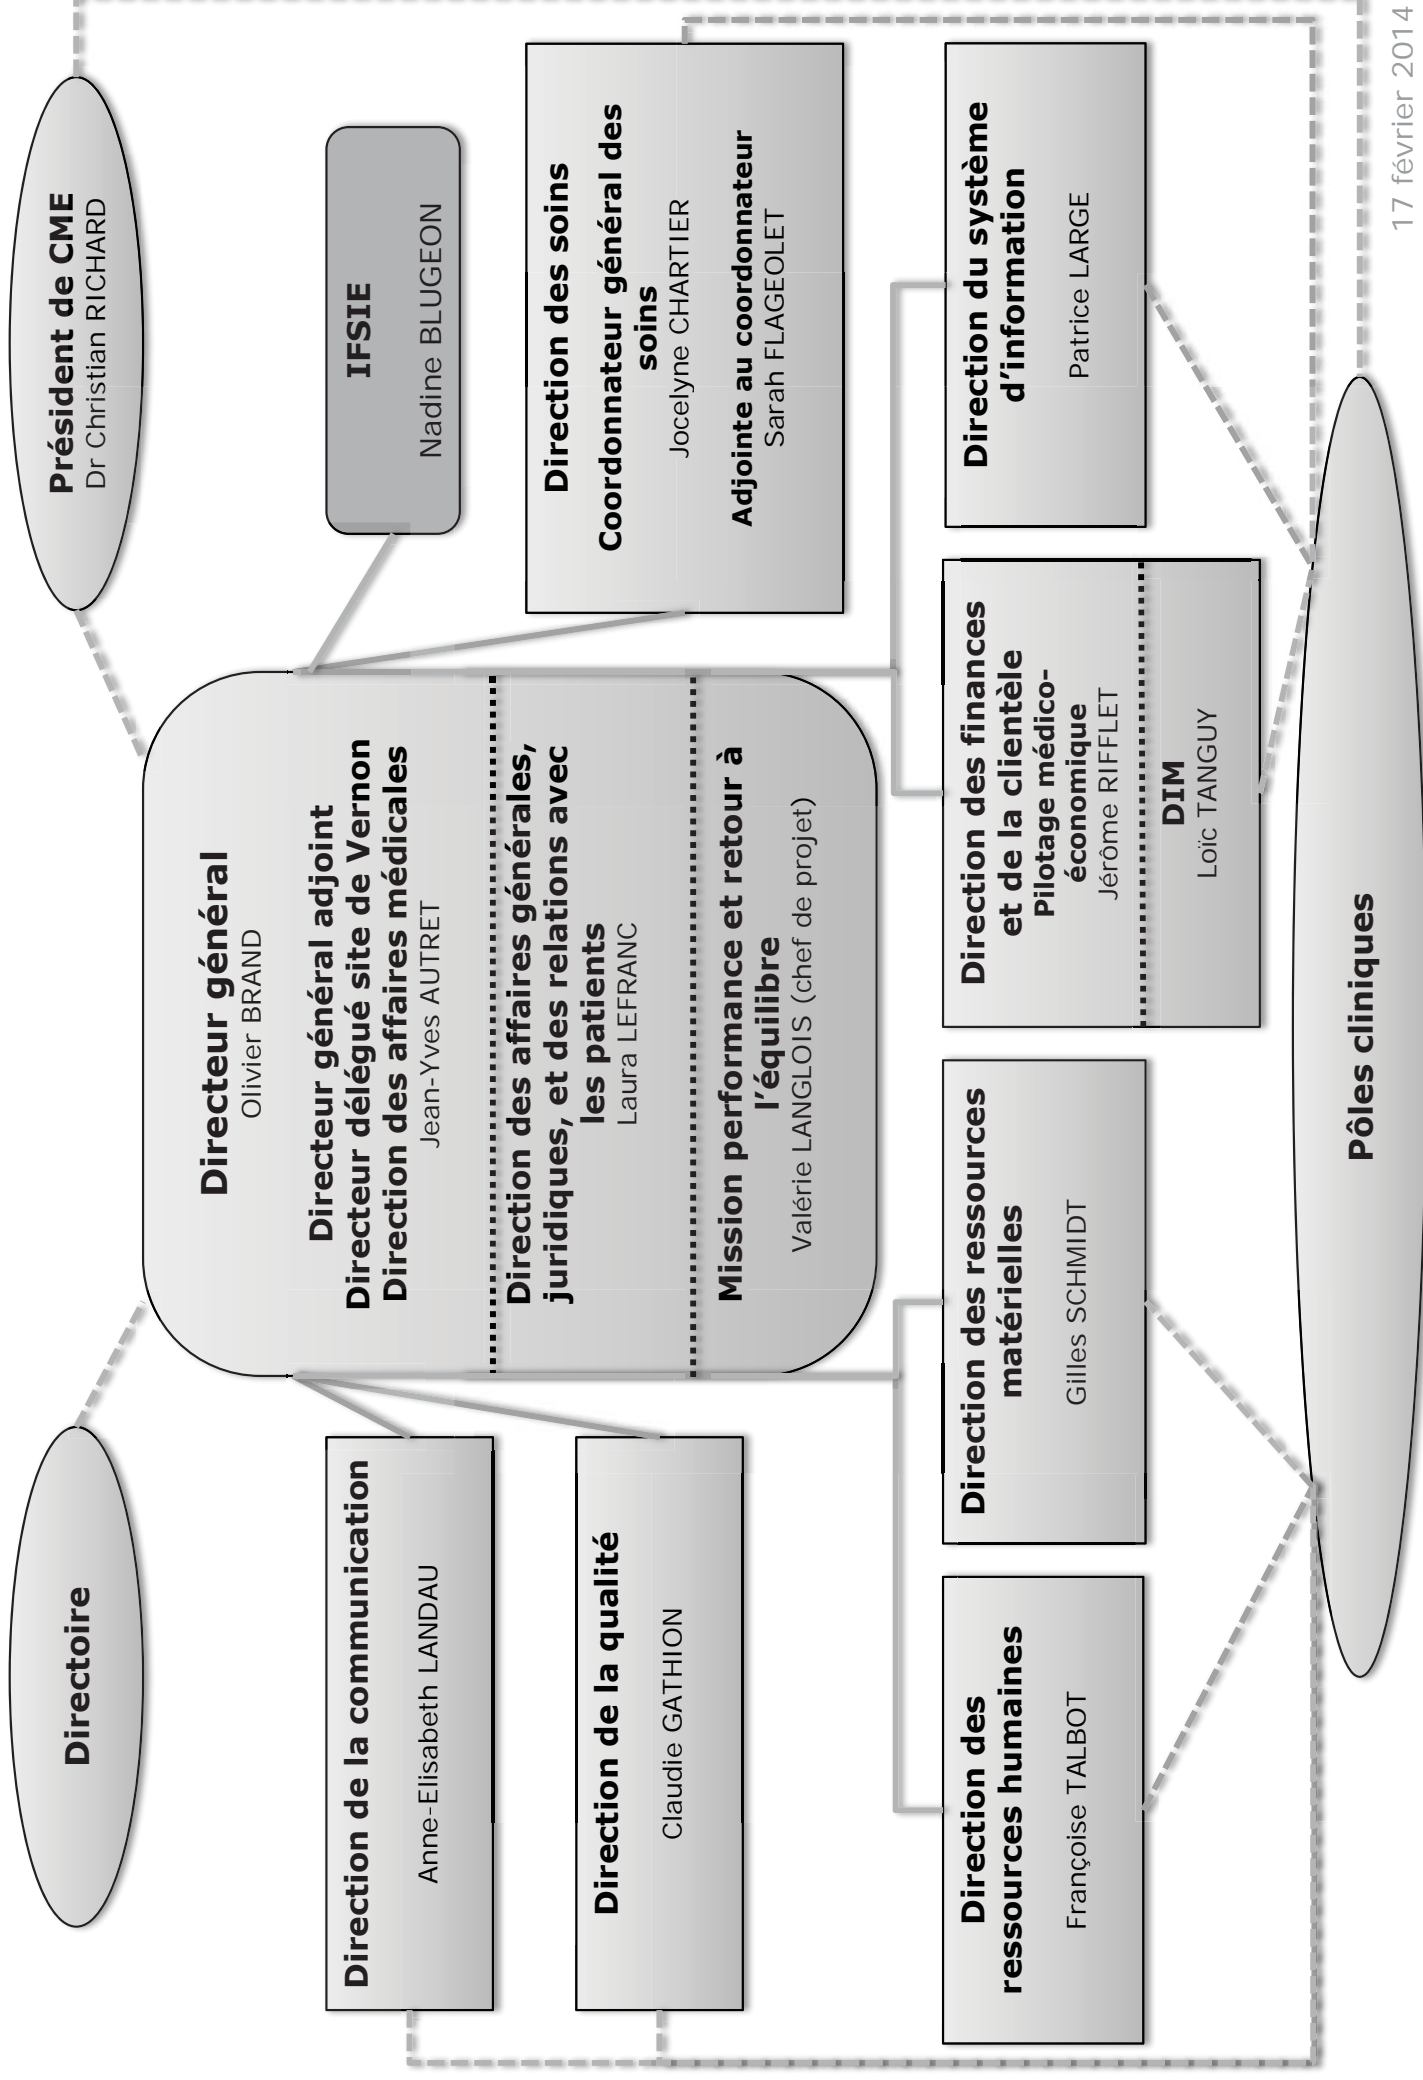 Directoire
Président de CME
Dr Christian RICHARD
Directeur général
Olivier BRAND
Directeur général adjoint
Directeur délégué site de Vernon
Direction des affaires médicales
Jean-Yves AUTRET
Direction des affaires générales,
juridiques, et des relations avec
les patients
Laura LEFRANC
Mission performance et retour à
l’équilibre
Valérie LANGLOIS (chef de projet)
Direction de la communication
Anne-Elisabeth LANDAU
Direction de la qualité
Claudie GATHION
IFSIE
Nadine BLUGEON
Direction des soins
Coordonnateur général des
soins
Jocelyne CHARTIER
Adjointe au coordonnateur
Sarah FLAGEOLET
Direction des
ressources humaines
Françoise TALBOT
Direction des ressources
matérielles
Gilles SCHMIDT
Direction des finances
et de la clientèle
Pilotage médico-
économique
Jérôme RIFFLET
DIM
Loïc TANGUY
Direction du système
d’information
Patrice LARGE
Pôles cliniques
17 février 2014